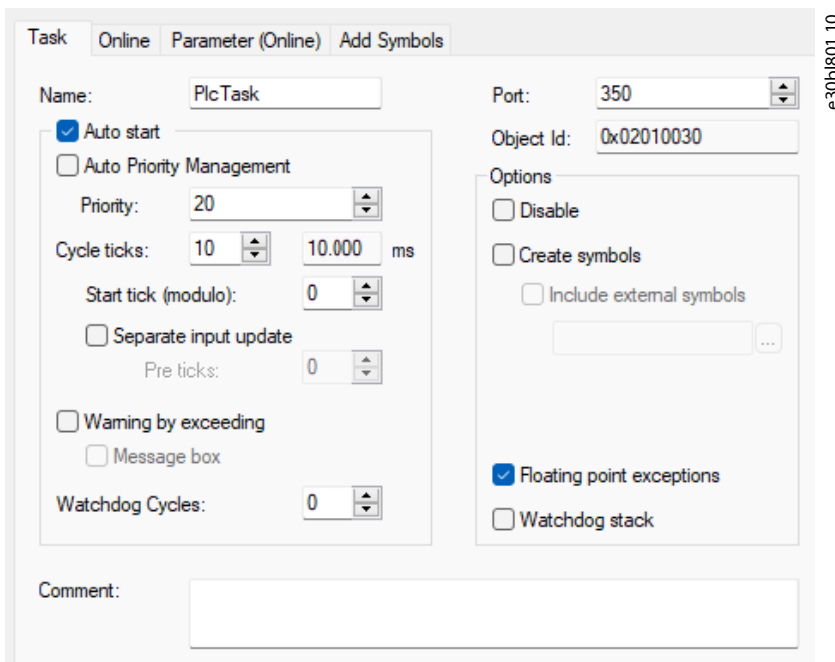 Task Online Parameter (Online) Add Symbols
Name: PlcTask
Auto start
Auto Priority Management
Priority: 20
Cycle ticks: 10 10.000 ms
Start tick (modulo): 0
Separate input update
Pre ticks: 0
Warning by exceeding
Message box
Watchdog Cycles: 0
Port: 350
Object Id: 0x02010030
Options
Disable
Create symbols
Include external symbols
...
Floating point exceptions
Watchdog stack
Comment:
e30bl801.10